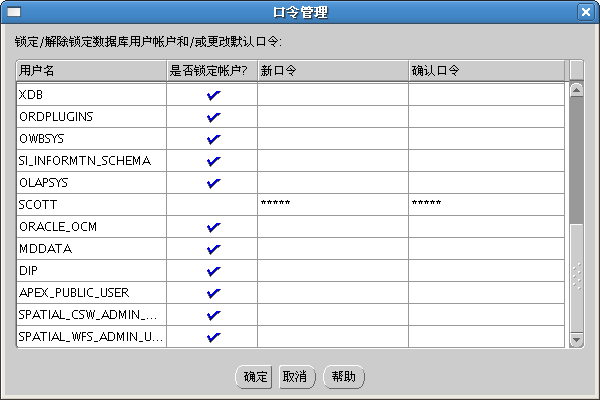 口令管理
锁定/解除锁定数据库用户帐户和/或更改默认口令:
用户名 是否锁定帐户? 新口令 确认口令
XDB
ORDPLUGINS
OWBSYS
SI_INFORMTN_SCHEMA
OLAPSYS
SCOTT ***** *****
ORACLE_OCM
MDDATA
DIP
APEX_PUBLIC_USER
SPATIAL_CSW_ADMIN_...
SPATIAL_WFS_ADMIN_U...
确定 取消 帮助